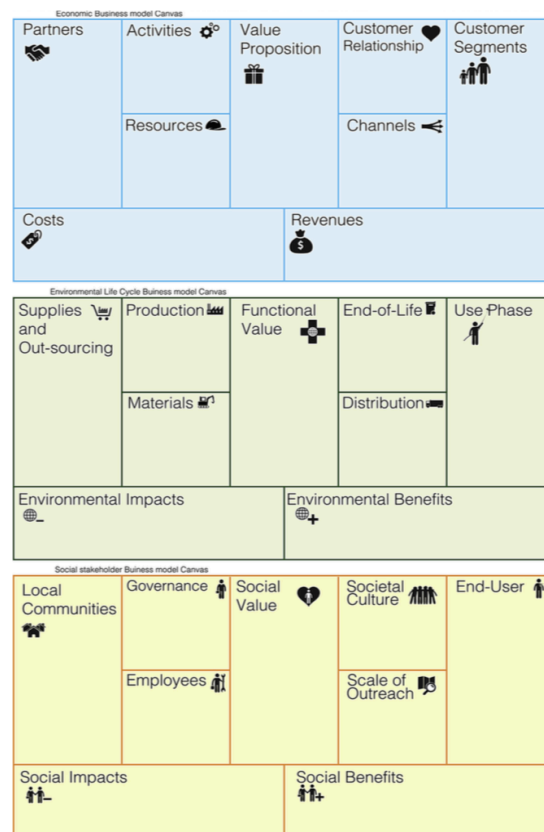 Economic Business model Canvas
Partners
Activities
Value
Proposition
Customer
Relationship
Customer
Segments
Resources
Channels
Costs
Revenues
Environmental Life Cycle Buiness model Canvas
Supplies
and
Out-sourcing
Production
Functional
Value
End-of-Life
Use Phase
Materials
Distribution
Environmental Impacts
Environmental Benefits
Social stakeholder Buiness model Canvas
Local
Communities
Governance
Social
Value
Societal
Culture
End-User
Employees
Scale of
Outreach
Social Impacts
Social Benefits